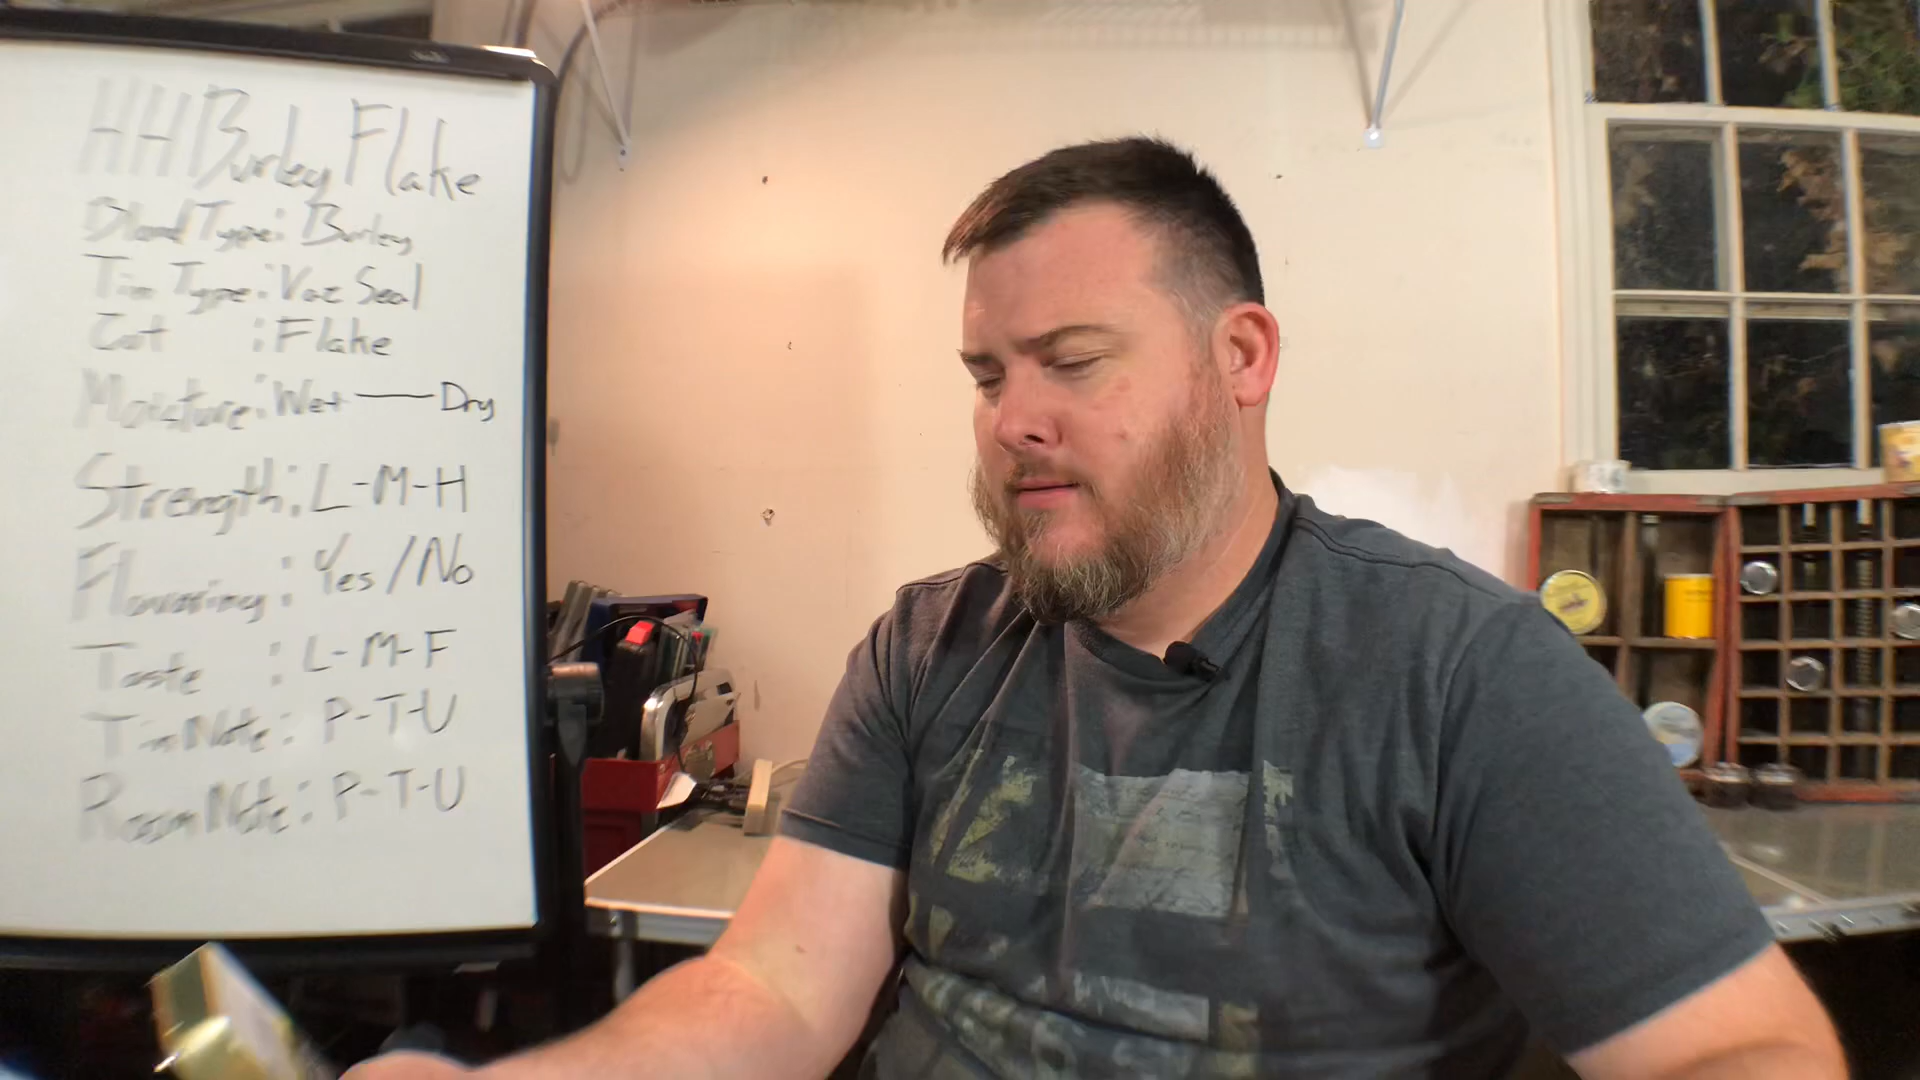 HH Burley Flake
Blend Type: Burley
Tin Type: Vac Seal
Cut : Flake
Moisture: Wet — Dry
Strength: L-M-H
Flavoring: Yes/No
Taste : L-M-F
Tin Note: P-T-U
Room Note: P-T-U